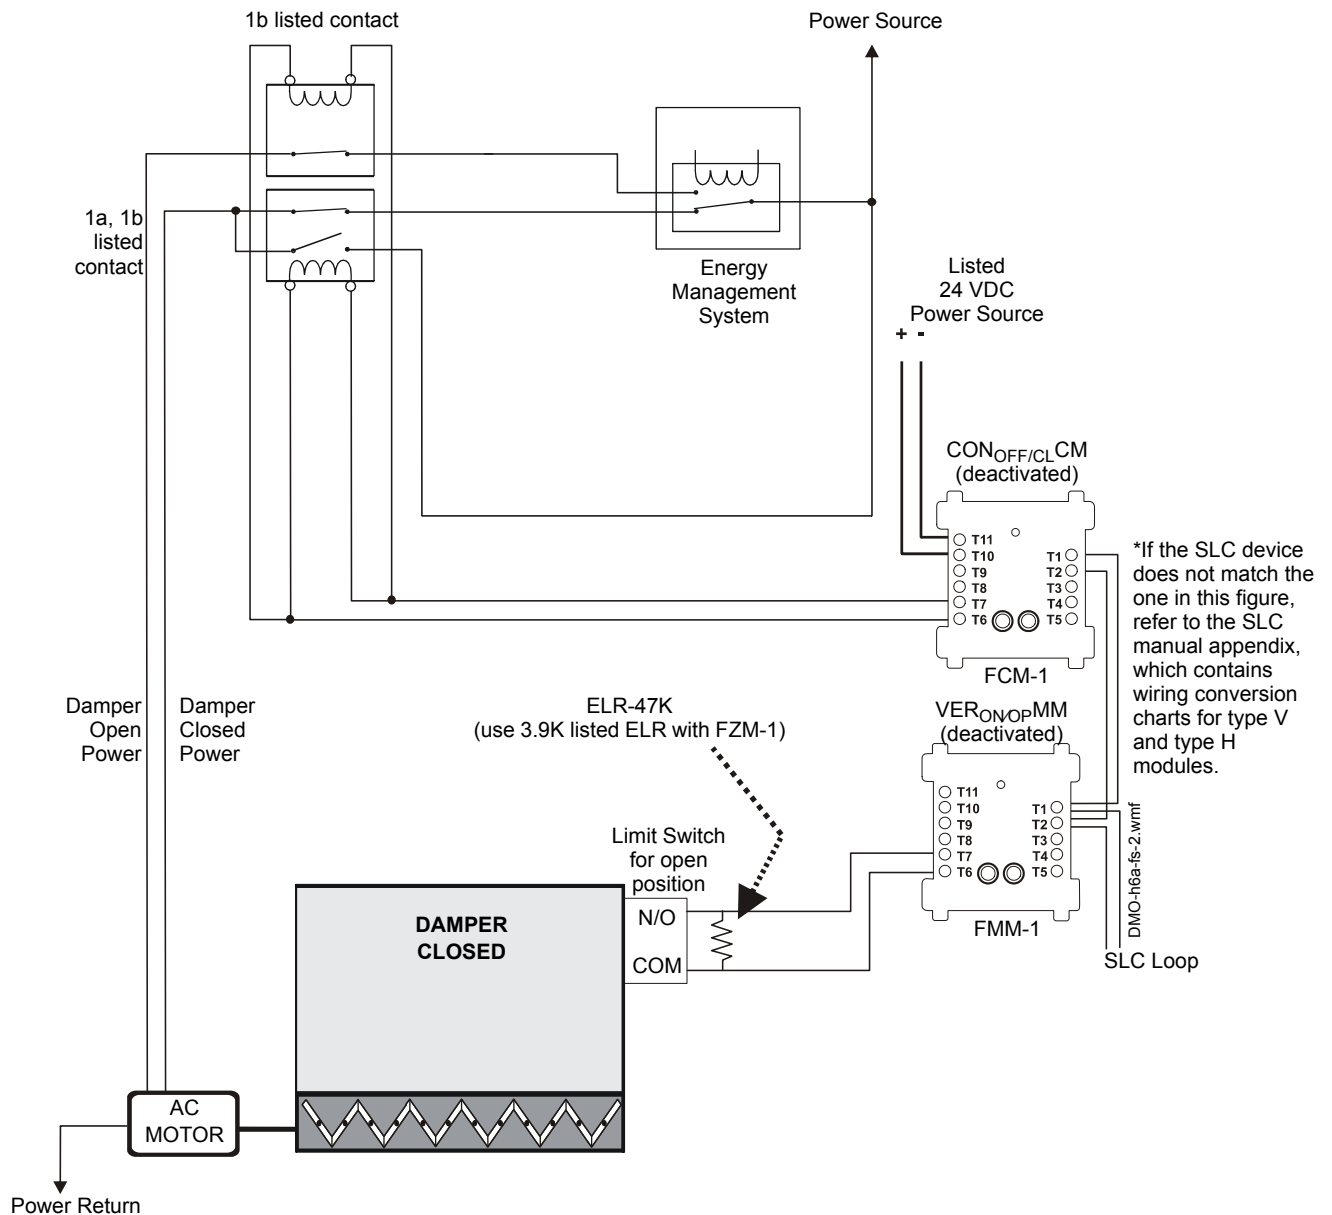 1b listed contact
Power Source
1a, 1b
listed
contact
Energy
Management
System
Listed
24 VDC
Power Source
+ -
CONOFF/CLCM
(deactivated)
T11
T10
T9
T8
T7
T6
T1
T2
T3
T4
T5
FCM-1
*If the SLC device
does not match the
one in this figure,
refer to the SLC
manual appendix,
which contains
wiring conversion
charts for type V
and type H
modules.
Damper
Open
Power
Damper
Closed
Power
ELR-47K
(use 3.9K listed ELR with FZM-1)
VERON/OPMM
(deactivated)
T11
T10
T9
T8
T7
T6
T1
T2
T3
T4
T5
FMM-1
DMO-h6a-fs-2.wmf
SLC Loop
Limit Switch
for open
position
N/O
COM
DAMPER
CLOSED
AC
MOTOR
Power Return